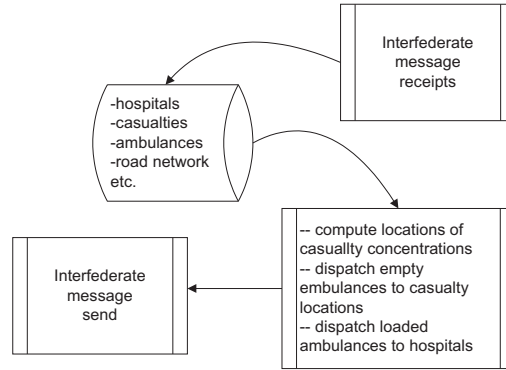 Interfederate
message
receipts
-hospitals
-casualties
-ambulances
-road network
etc.
-- compute locations of
casuallty concentrations
-- dispatch empty
embulances to casualty
locations
-- dispatch loaded
ambulances to hospitals
Interfederate
message
send